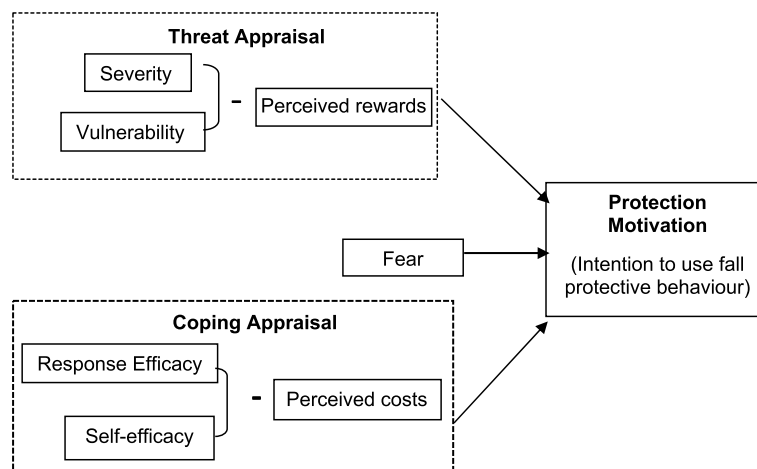 Threat Appraisal
Severity
- Perceived rewards
Vulnerability
Protection
Motivation
(Intention to use fall
protective behaviour)
Fear
Coping Appraisal
Response Efficacy
- Perceived costs
Self-efficacy